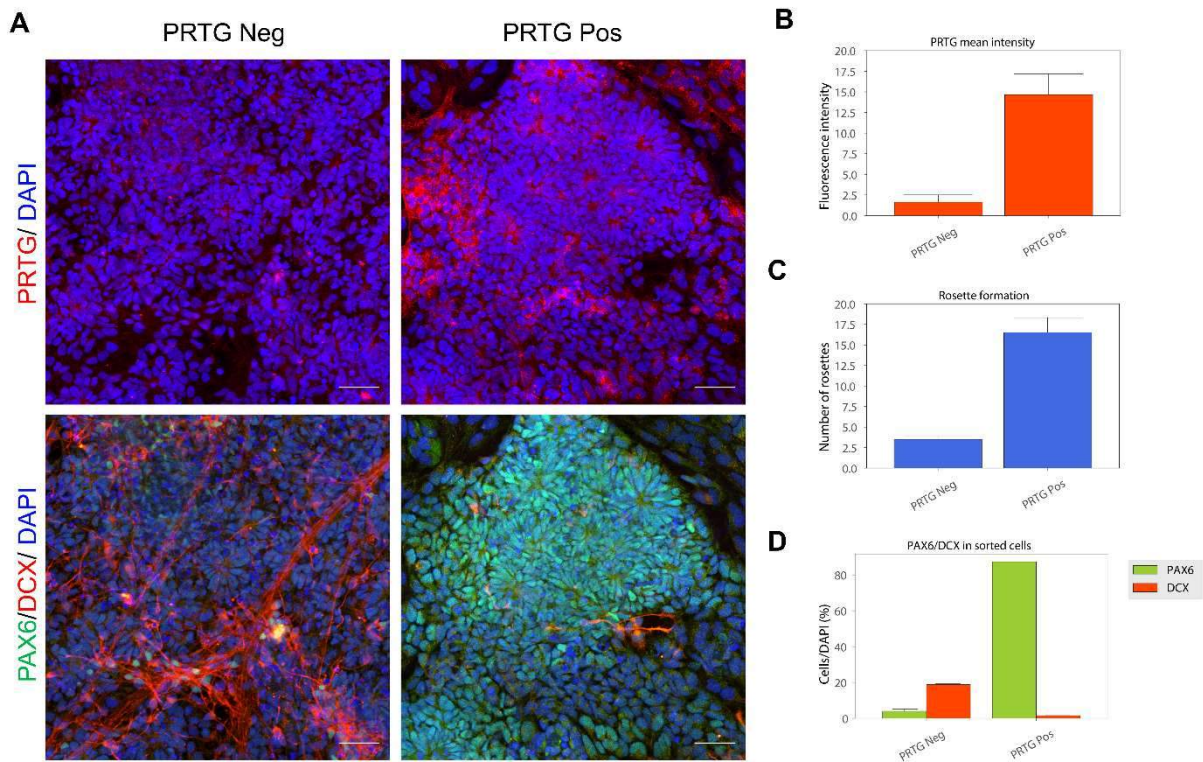 A
PRTG Neg
PRTG Pos
PRTG/ DAPI
PAX6/DCX/ DAPI
B
PRTG mean intensity
Fluorescence intensity
20.0
17.5
15.0
12.5
10.0
7.5
5.0
2.5
0.0
PRTG Neg
PRTG Pos
C
Rosette formation
Number of rosettes
20.0
17.5
15.0
12.5
10.0
7.5
5.0
2.5
0.0
PRTG Neg
PRTG Pos
D
PAX6/DCX in sorted cells
Cells/DAPI (%)
80
60
40
20
0
PRTG Neg
PRTG Pos
PAX6
DCX